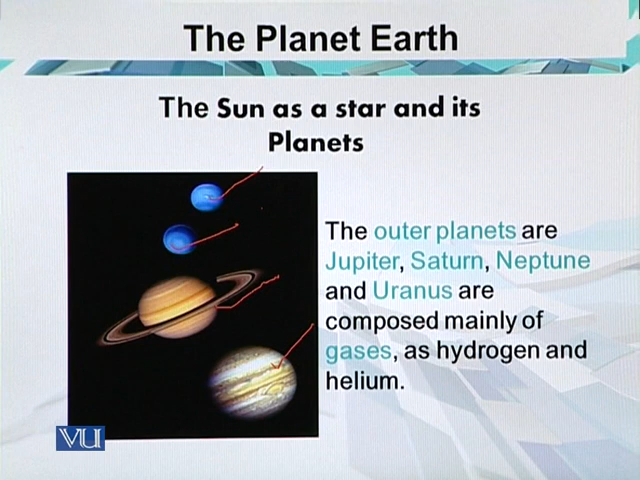 The Planet Earth
The Sun as a star and its
Planets
The outer planets are
Jupiter, Saturn, Neptune
and Uranus are
composed mainly of
gases, as hydrogen and
helium.
VU